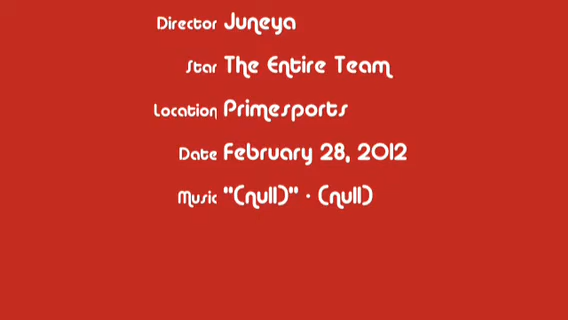 Director Juneya
Star The Entire Team
Location Primesports
Date February 28, 2012
Music "(null)" · (null)